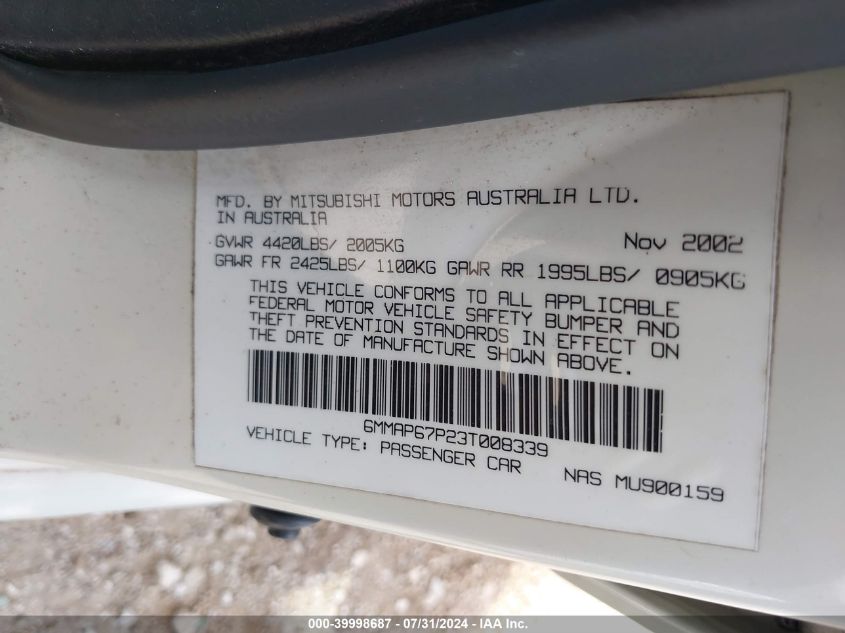 MFD. BY MITSUBISHI MOTORS AUSTRALIA LTD.
IN AUSTRALIA
GVWR 4420LBS/ 2005KG Nov 2002
GAWR FR 2425LBS/ 1100KG GAWR RR 1995LBS/ 0905KG
THIS VEHICLE CONFORMS TO ALL APPLICABLE
FEDERAL MOTOR VEHICLE SAFETY BUMPER AND
THEFT PREVENTION STANDARDS IN EFFECT ON
THE DATE OF MANUFACTURE SHOWN ABOVE.
6MMAP67P23T008339
VEHICLE TYPE: PASSENGER CAR
NAS MU900159
000-39998687 - 07/31/2024 - IAA Inc.